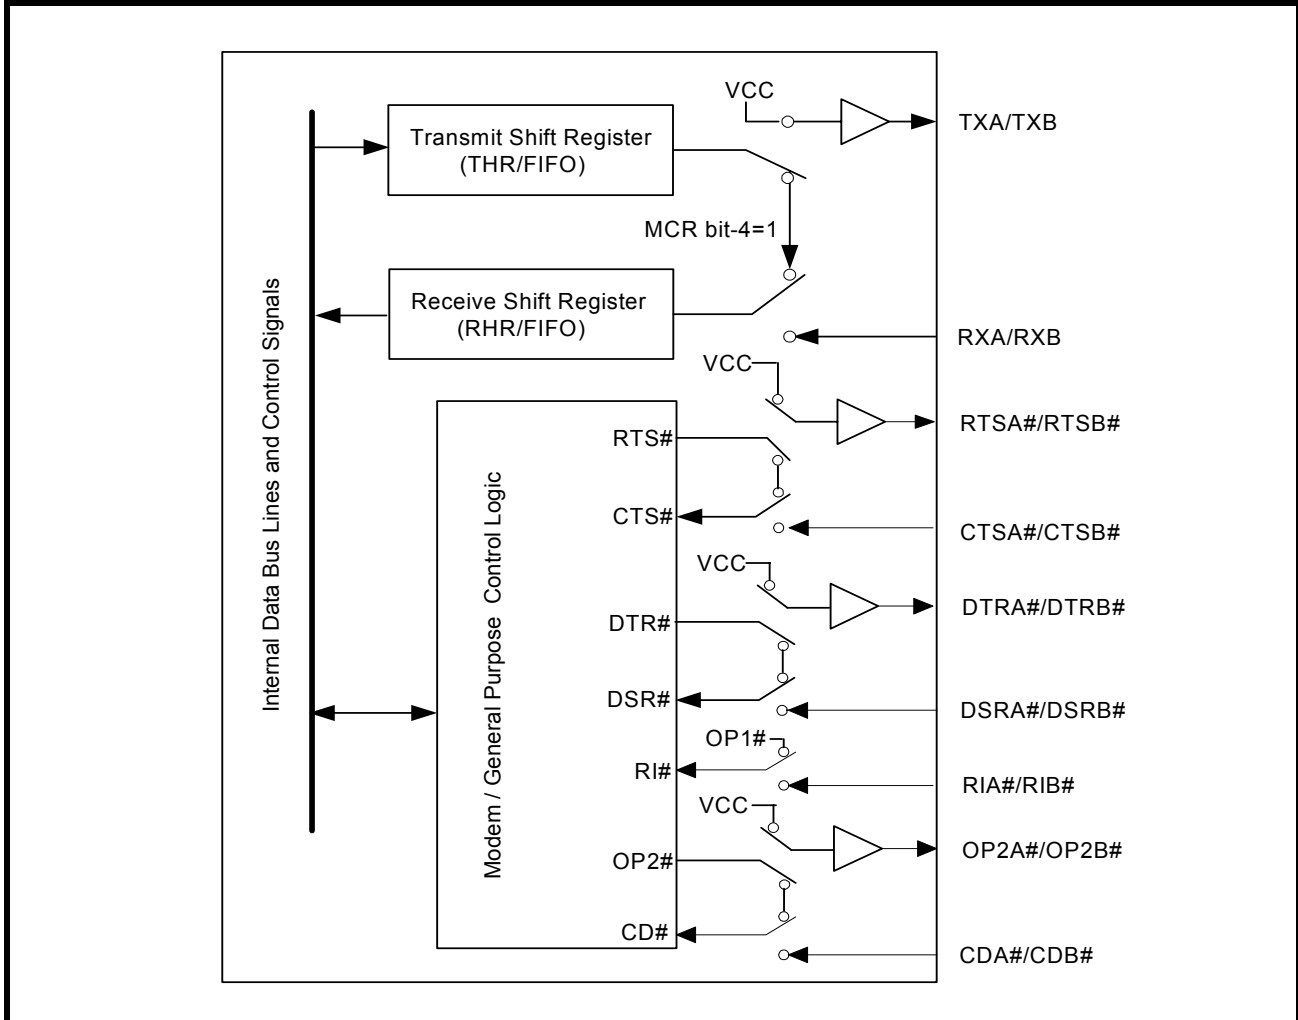 VCC
TXA/TXB
Transmit Shift Register
(THR/FIFO)
MCR bit-4=1
Receive Shift Register
(RHR/FIFO)
RXA/RXB
VCC
RTSA#/RTSB#
RTS#
CTS#
CTSA#/CTSB#
VCC
DTRA#/DTRB#
DTR#
DSR#
DSRA#/DSRB#
OP1#
RI#
RIA#/RIB#
VCC
OP2A#/OP2B#
OP2#
CD#
CDA#/CDB#
Internal Data Bus Lines and Control Signals
Modem / General Purpose Control Logic